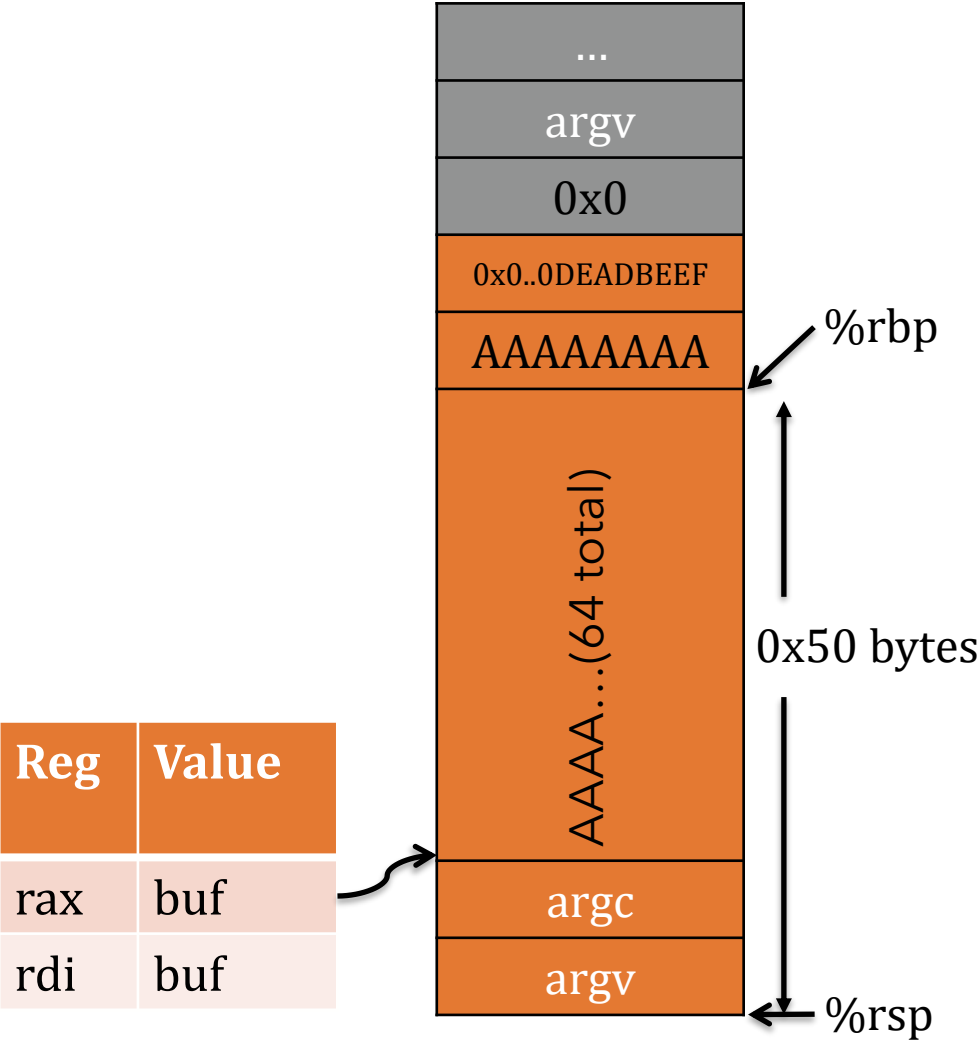 ...
argv
0x0
0x0..0DEADBEEF
AAAAAAAA
%rbp
AAAA...(64 total)
0x50 bytes
Reg Value
rax buf
rdi buf
argc
argv
%rsp